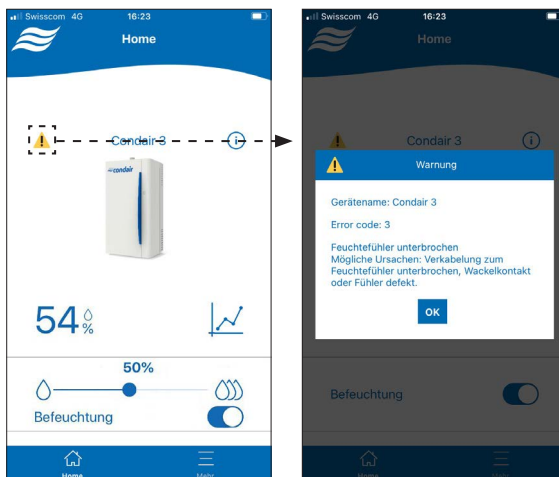 Swisscom 4G 16:23
Home
Condair 3
condair
54 %
50%
Befeuchtung
Home
Mehr
Swisscom 4G 16:23
Home
Condair 3
Warnung
Gerätename: Condair 3
Error code: 3
Feuchtefühler unterbrochen
Mögliche Ursachen: Verkabelung zum
Feuchtefühler unterbrochen, Wackelkontakt
oder Fühler defekt.
OK
Befeuchtung
Home
Mehr